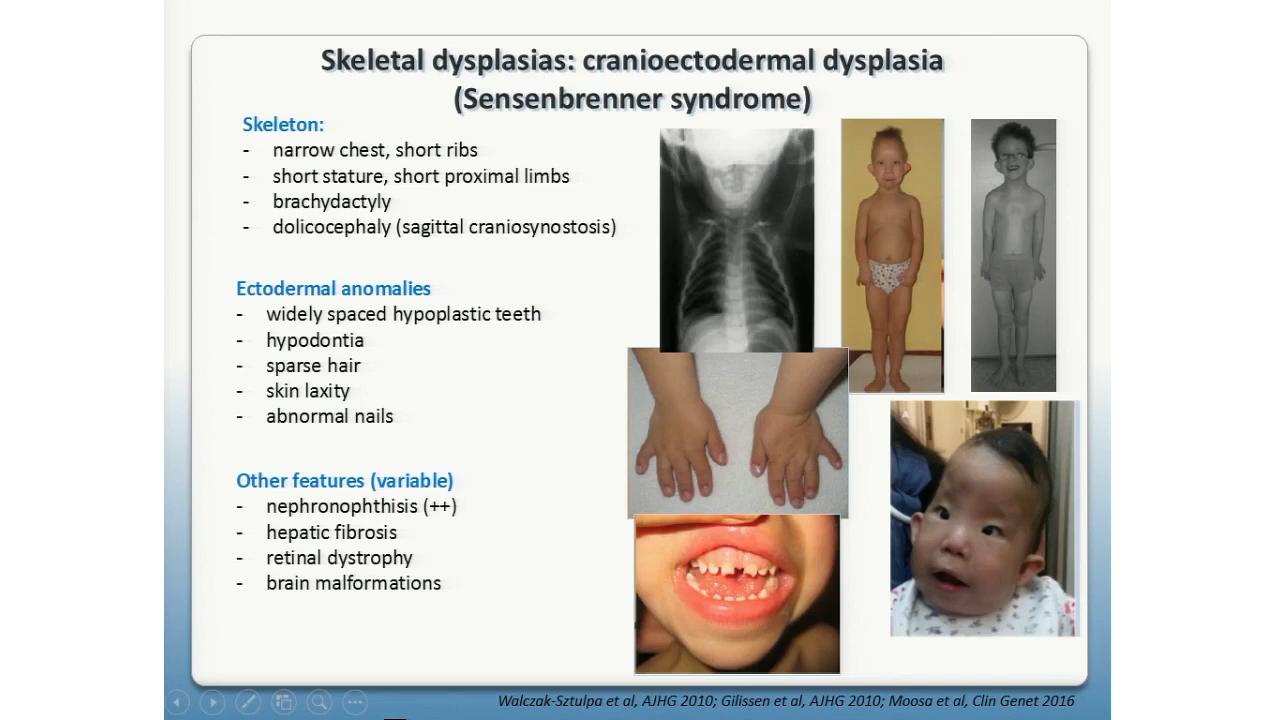 Skeletal dysplasias: cranioectodermal dysplasia
(Sensenbrenner syndrome)
Skeleton:
- narrow chest, short ribs
- short stature, short proximal limbs
- brachydactyly
- dolicocephaly (sagittal craniosynostosis)
Ectodermal anomalies
- widely spaced hypoplastic teeth
- hypodontia
- sparse hair
- skin laxity
- abnormal nails
Other features (variable)
- nephronophthisis (++)
- hepatic fibrosis
- retinal dystrophy
- brain malformations
Walczak-Sztulpa et al, AJHG 2010; Gilissen et al, AJHG 2010; Moosa et al, Clin Genet 2016